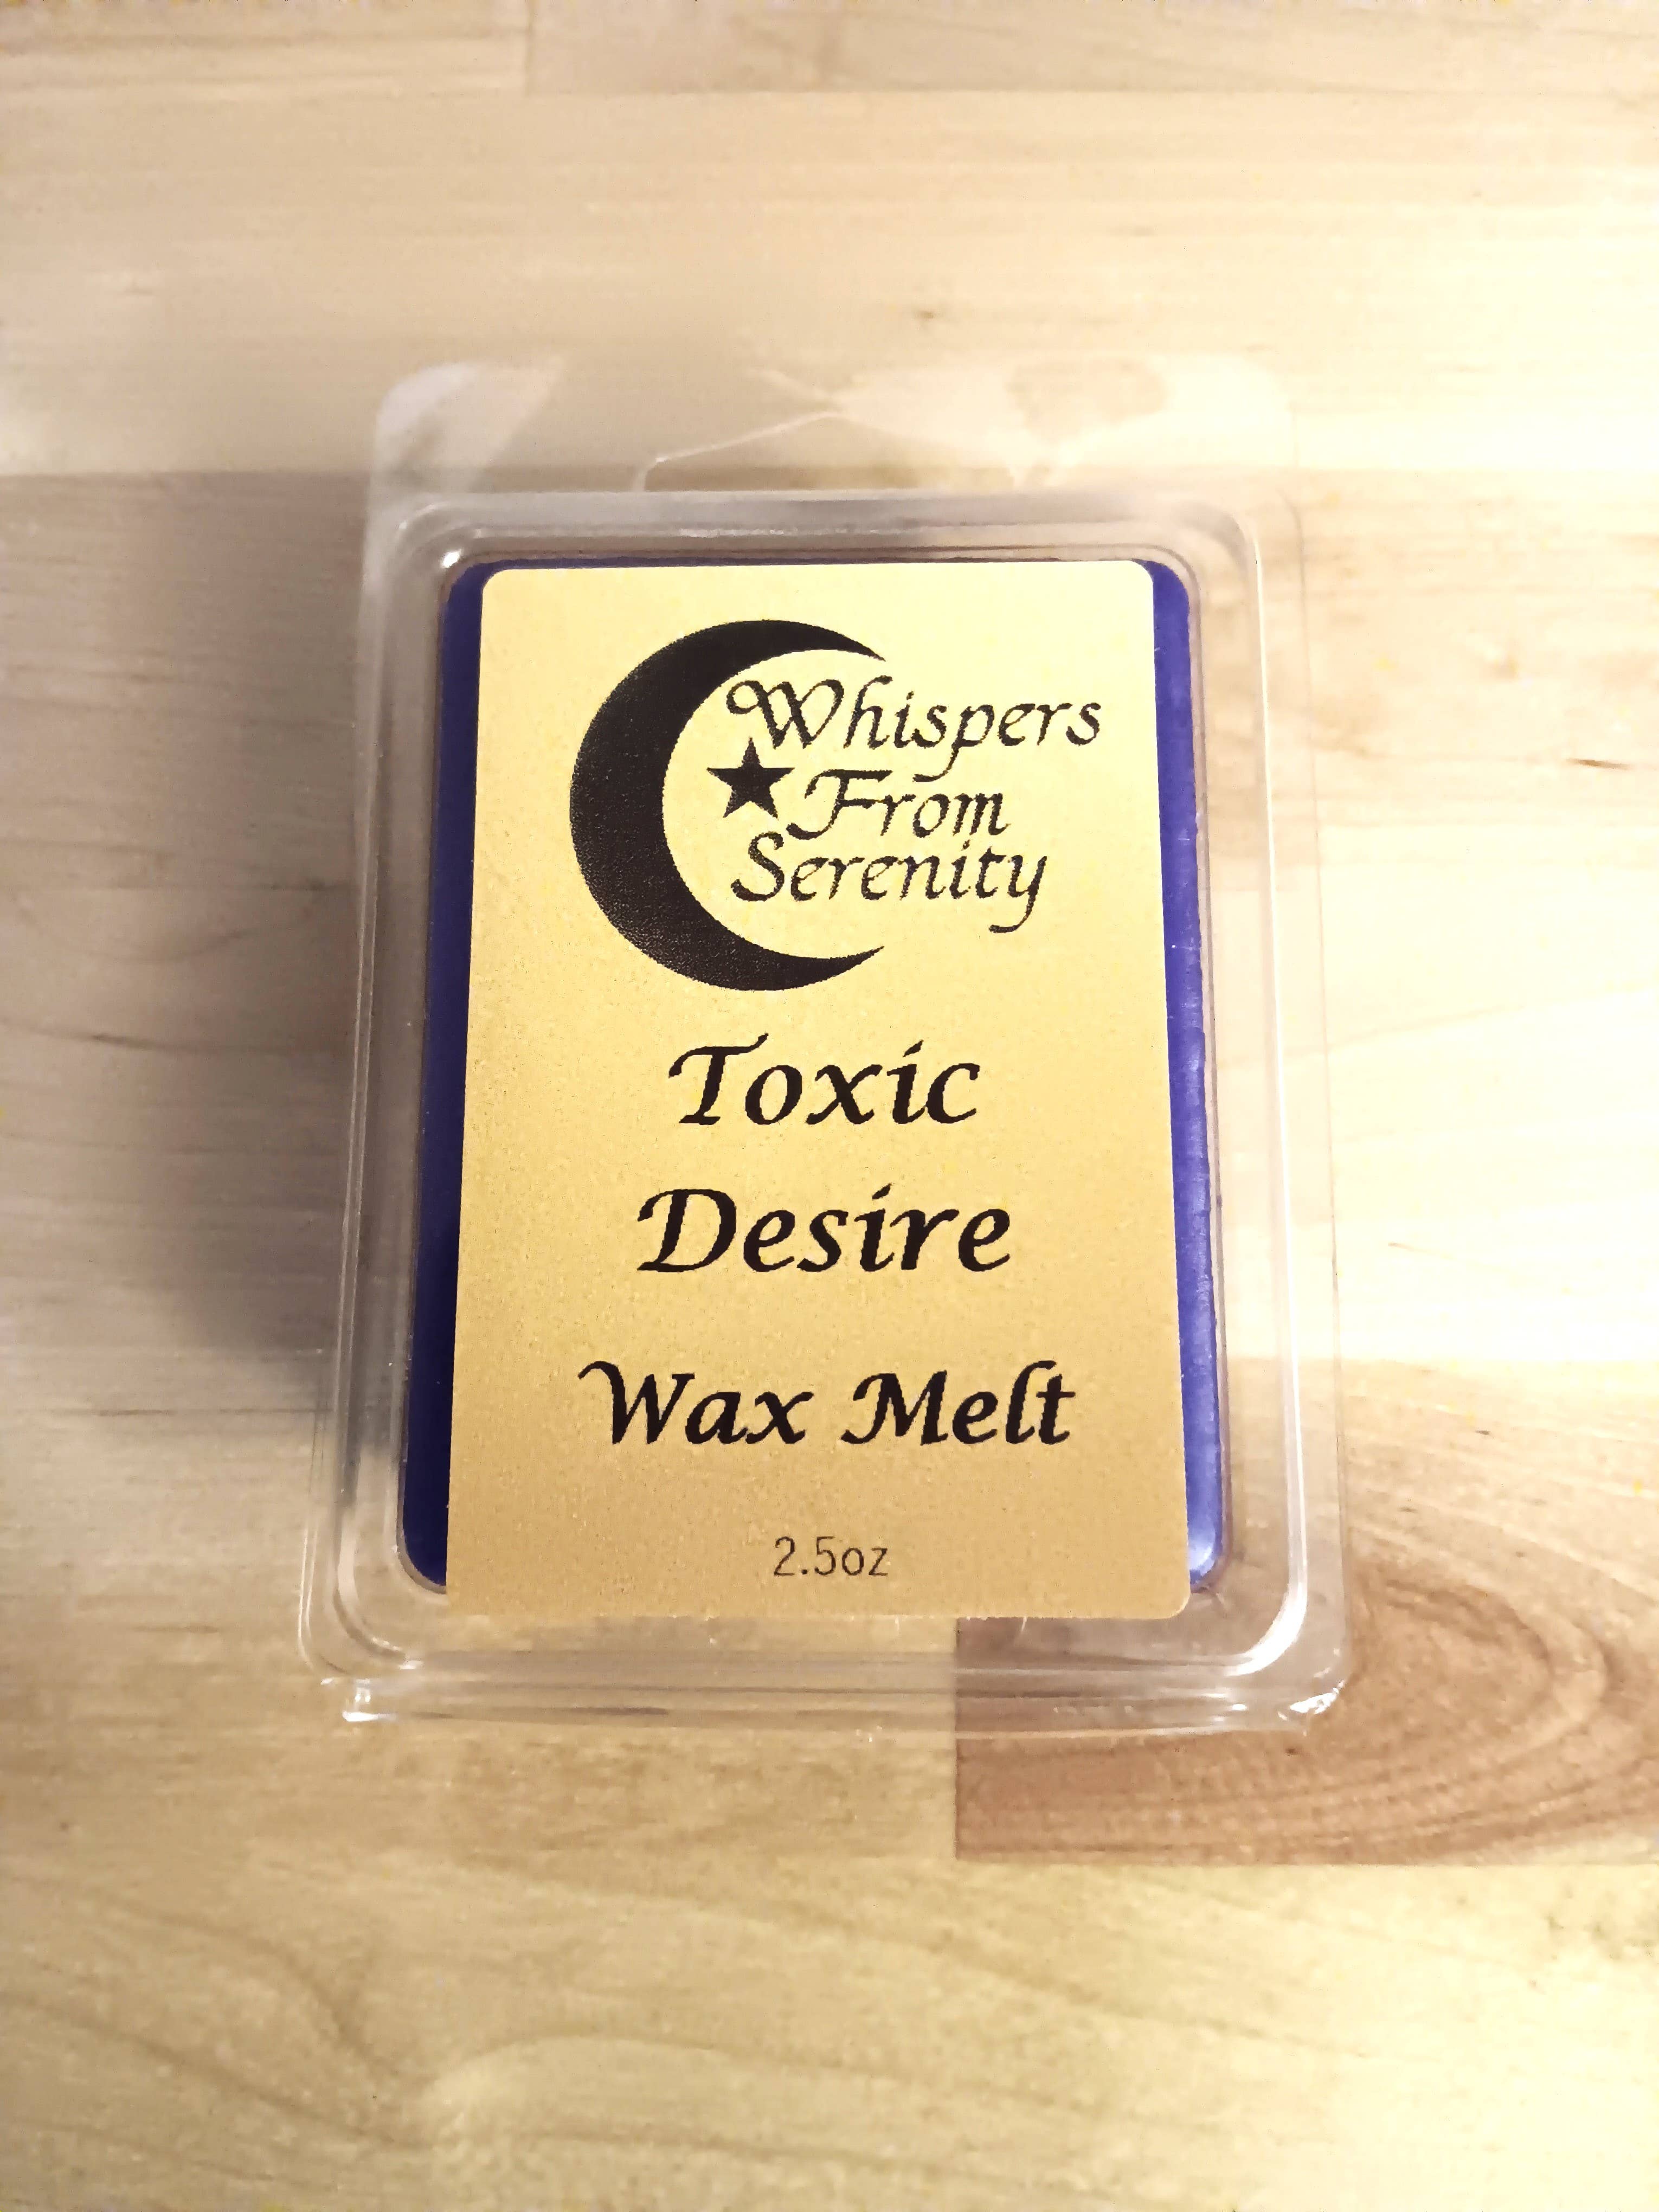 Whispers
From
Serenity
Toxic
Desire
Wax Melt
2.5oz